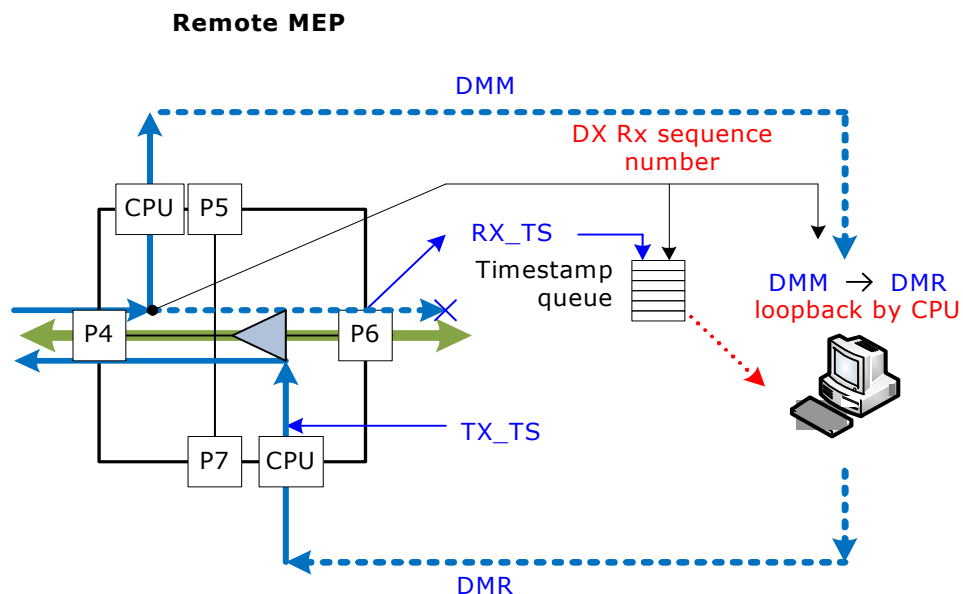 Remote MEP
DMM
DX Rx sequence
number
CPU
P5
RX_TS
Timestamp
queue
DMM → DMR
loopback by CPU
P4
P6
TX_TS
P7
CPU
DMR